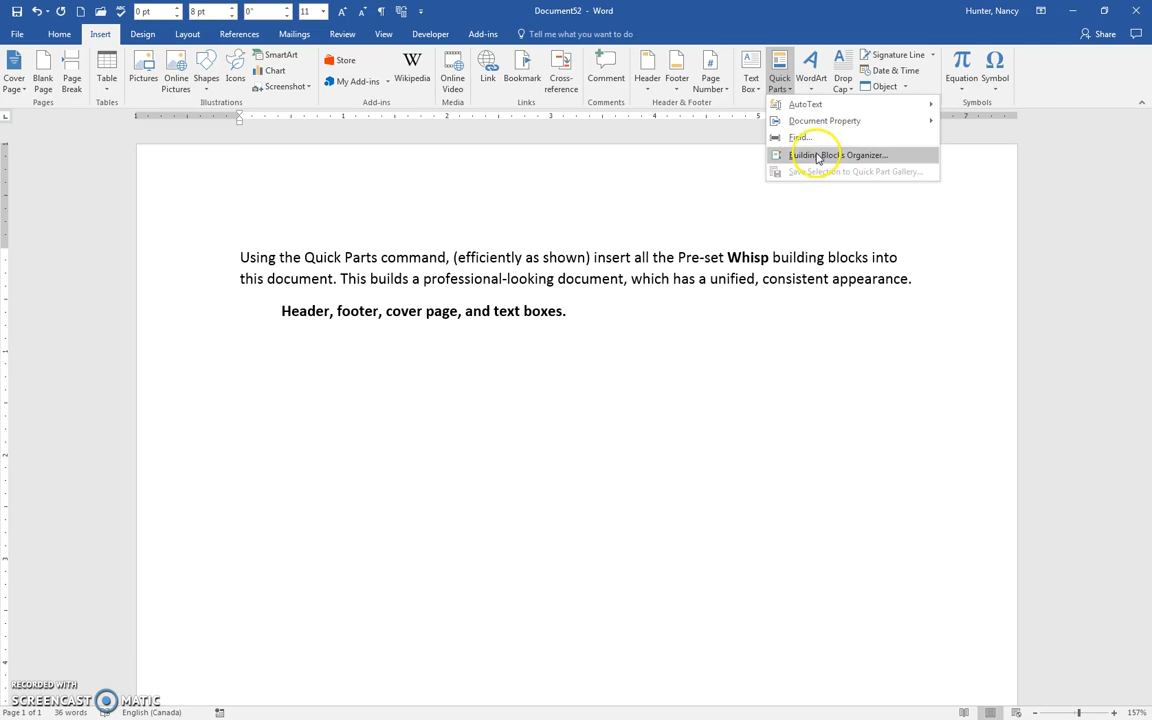 0 pt 8 pt 0° 11 Document52 - Word Hunter, Nancy
File Home Insert Design Layout References Mailings Review View Developer Add-ins Tell me what you want to do Share
Cover Page Blank Page Page Break Table Pictures Online Pictures Shapes Icons SmartArt Chart Screenshot Store My Add-ins Wikipedia Online Video Link Bookmark Cross-reference Comment Header Footer Page Number Text Box Quick Parts WordArt Drop Cap Signature Line Date & Time Object Equation Symbol
Pages Tables Illustrations Add-ins Media Links Comments Header & Footer Symbols
AutoText
Document Property
Field...
Building Blocks Organizer...
Save Selection to Quick Part Gallery...
Using the Quick Parts command, (efficiently as shown) insert all the Pre-set Whisp building blocks into
this document. This builds a professional-looking document, which has a unified, consistent appearance.
Header, footer, cover page, and text boxes.
RECORDED WITH
SCREENCAST MATIC
Page 1 of 1 36 words English (Canada) 157%